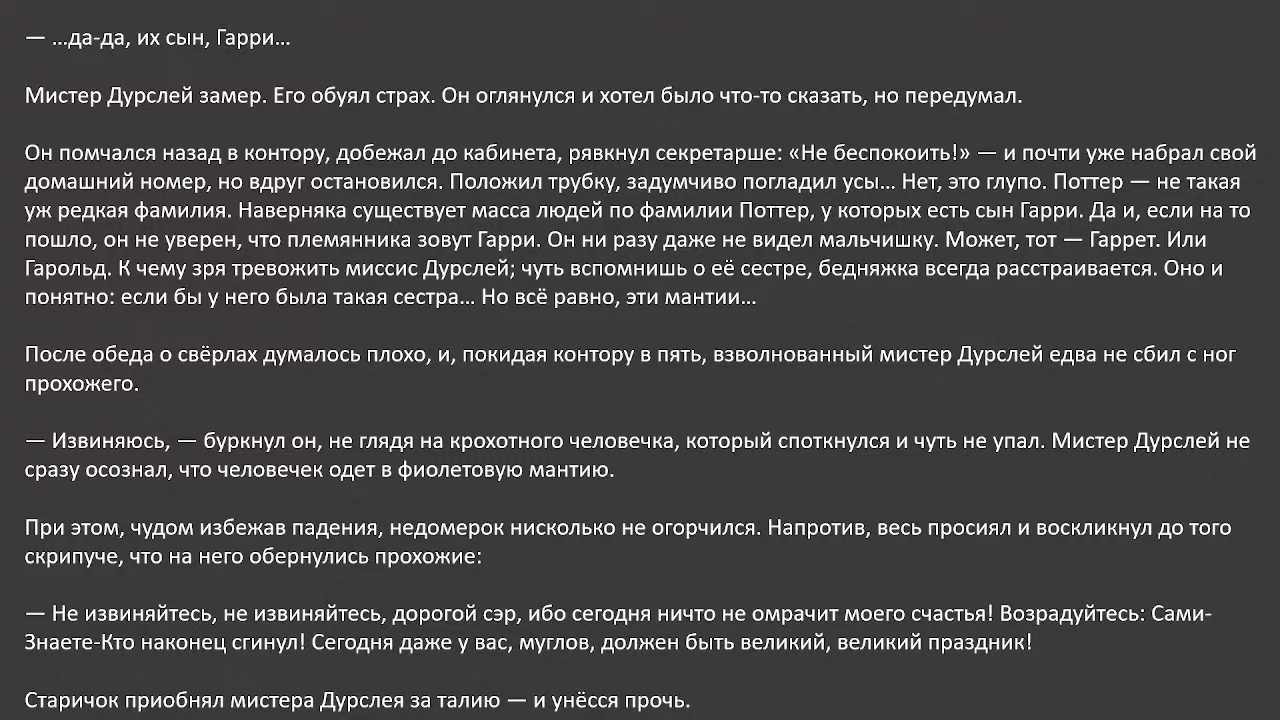 — …да-да, их сын, Гарри…
Мистер Дурслей замер. Его обуял страх. Он оглянулся и хотел было что-то сказать, но передумал.
Он помчался назад в контору, добежал до кабинета, рявкнул секретарше: «Не беспокоить!» — и почти уже набрал свой
домашний номер, но вдруг остановился. Положил трубку, задумчиво погладил усы… Нет, это глупо. Поттер — не такая
уж редкая фамилия. Наверняка существует масса людей по фамилии Поттер, у которых есть сын Гарри. Да и, если на то
пошло, он не уверен, что племянника зовут Гарри. Он ни разу даже не видел мальчишку. Может, тот — Гаррет. Или
Гарольд. К чему зря тревожить миссис Дурслей; чуть вспомнишь о её сестре, бедняжка всегда расстраивается. Оно и
понятно: если бы у него была такая сестра… Но всё равно, эти мантии…
После обеда о свёрлах думалось плохо, и, покидая контору в пять, взволнованный мистер Дурслей едва не сбил с ног
прохожего.
— Извиняюсь, — буркнул он, не глядя на крохотного человечка, который споткнулся и чуть не упал. Мистер Дурслей не
сразу осознал, что человечек одет в фиолетовую мантию.
При этом, чудом избежав падения, недомерок нисколько не огорчился. Напротив, весь просиял и воскликнул до того
скрипуче, что на него обернулись прохожие:
— Не извиняйтесь, не извиняйтесь, дорогой сэр, ибо сегодня ничто не омрачит моего счастья! Возрадуйтесь: Сами-
Знаете-Кто наконец сгинул! Сегодня даже у вас, муглов, должен быть великий, великий праздник!
Старичок приобнял мистера Дурслея за талию — и унёсся прочь.